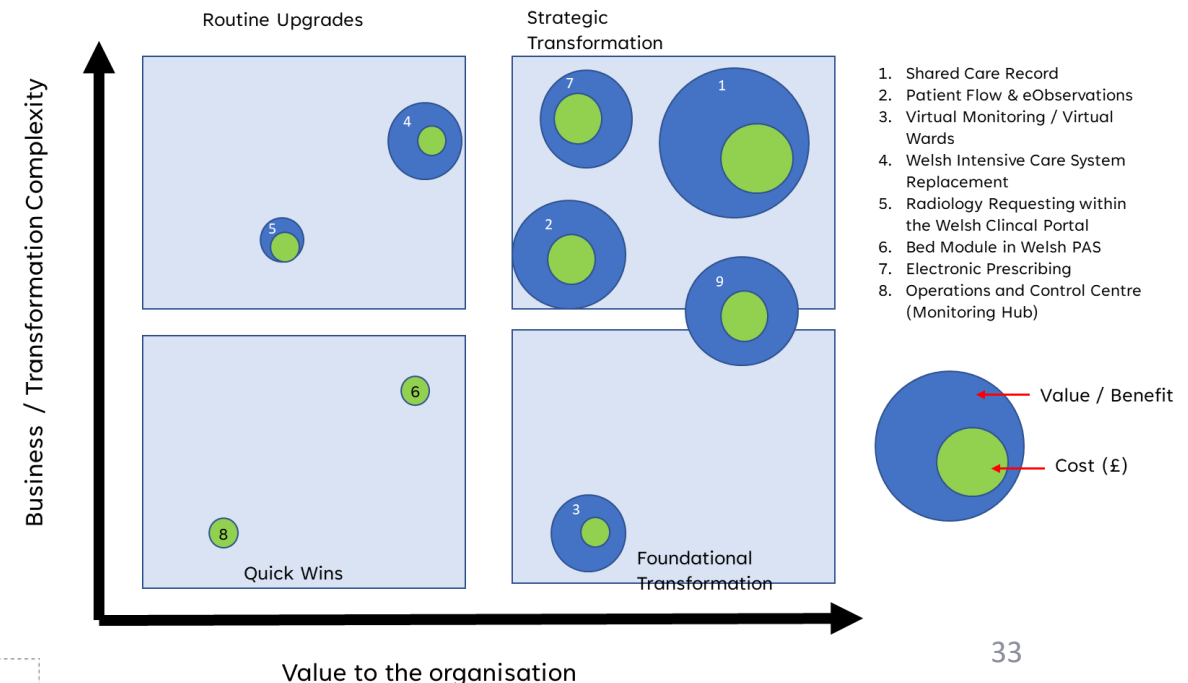 Routine Upgrades
Strategic
Transformation
Business / Transformation Complexity
7
1
4
2
5
9
6
3
8
Quick Wins
Foundational
Transformation
Value to the organisation
1. Shared Care Record
2. Patient Flow & eObservations
3. Virtual Monitoring / Virtual
Wards
4. Welsh Intensive Care System
Replacement
5. Radiology Requesting within
the Welsh Clincal Portal
6. Bed Module in Welsh PAS
7. Electronic Prescribing
8. Operations and Control Centre
(Monitoring Hub)
Value / Benefit
Cost (£)
33